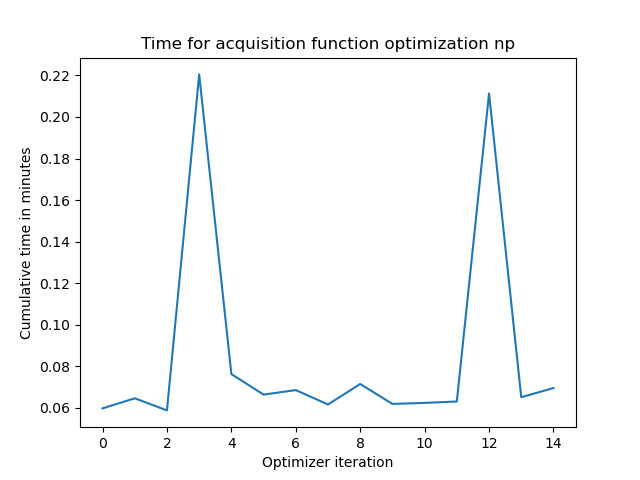 Time for acquisition function optimization np
0.22
0.20
0.18
0.16
0.14
0.12
0.10
0.08
0.06
Cumulative time in minutes
0 2 4 6 8 10 12 14
Optimizer iteration